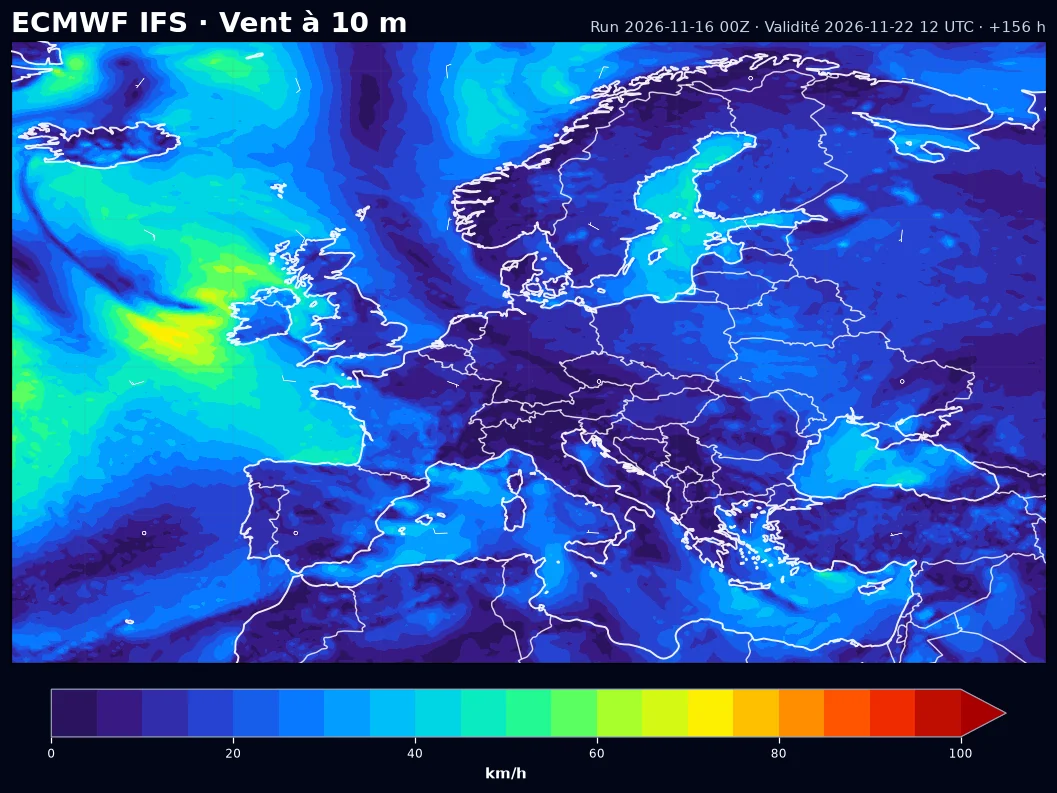 ECMWF IFS · Vent à 10 m
Run 2026-11-16 00Z · Validité 2026-11-22 12 UTC · +156 h
0 20 40 60 80 100
km/h